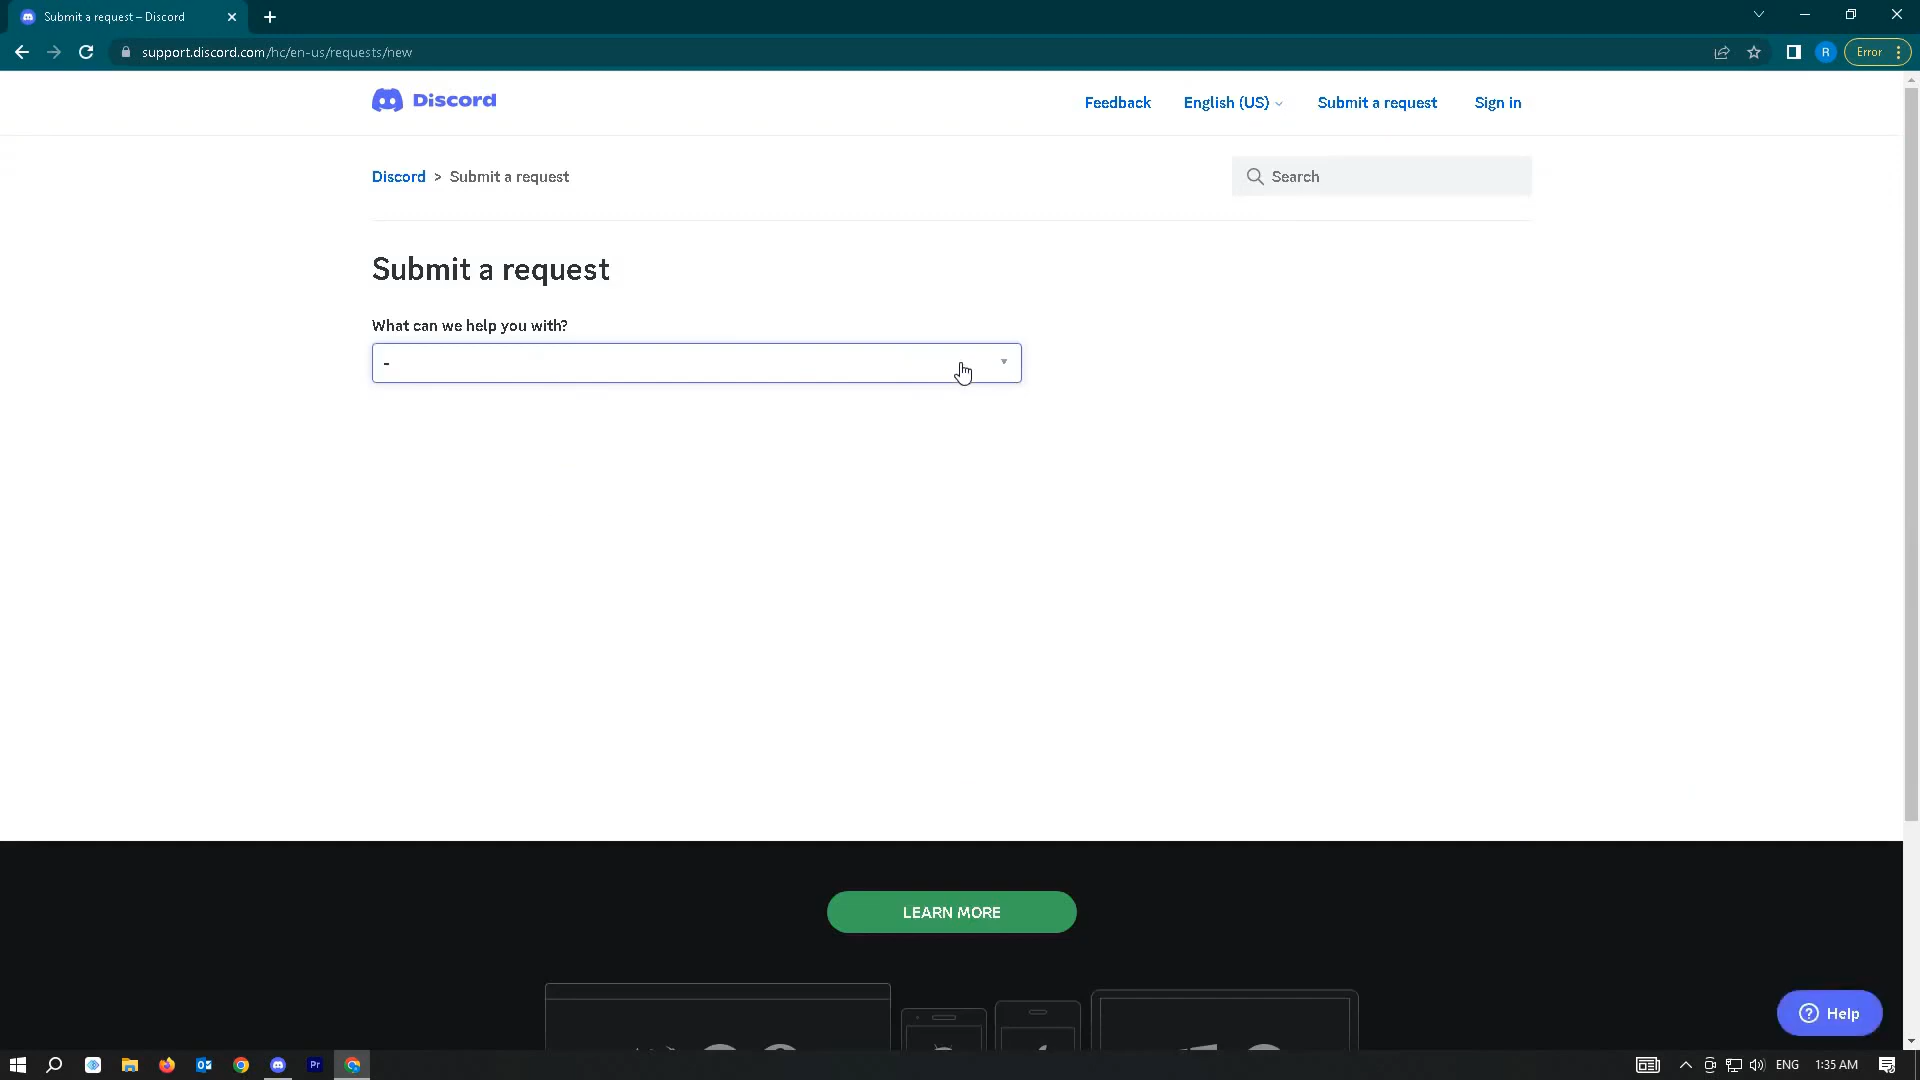 Submit a request – Discord
support.discord.com/hc/en-us/requests/new
R
Error
Discord
Feedback
English (US)
Submit a request
Sign in
Discord > Submit a request
Search
Submit a request
What can we help you with?
-
LEARN MORE
Help
Pr
ENG
1:35 AM